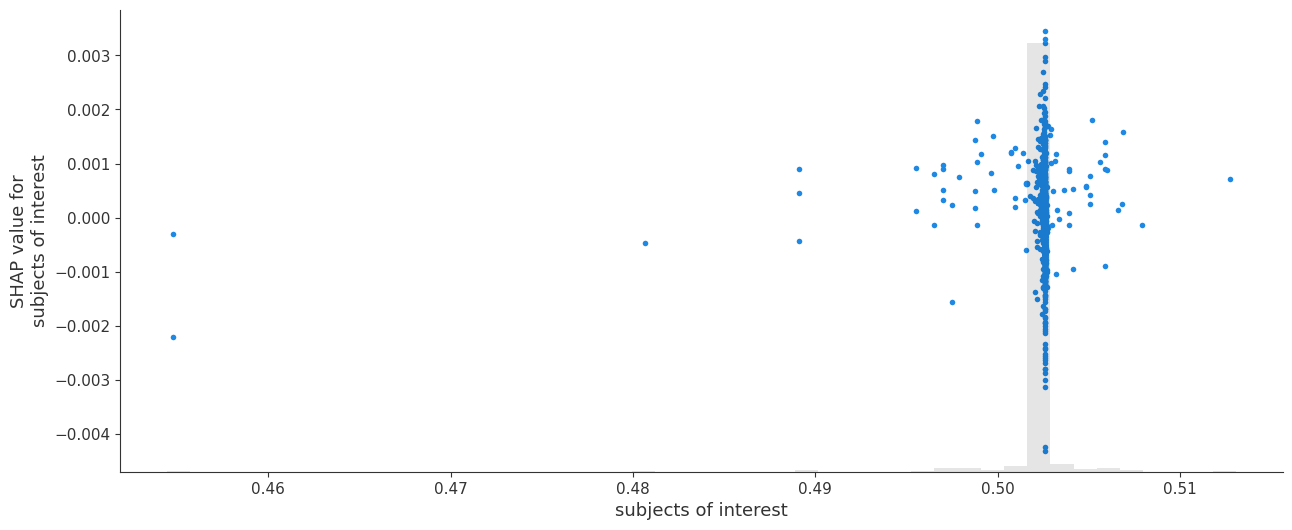 0.003
0.002
0.001
0.000
−0.001
−0.002
−0.003
−0.004
SHAP value for
subjects of interest
0.46 0.47 0.48 0.49 0.50 0.51
subjects of interest